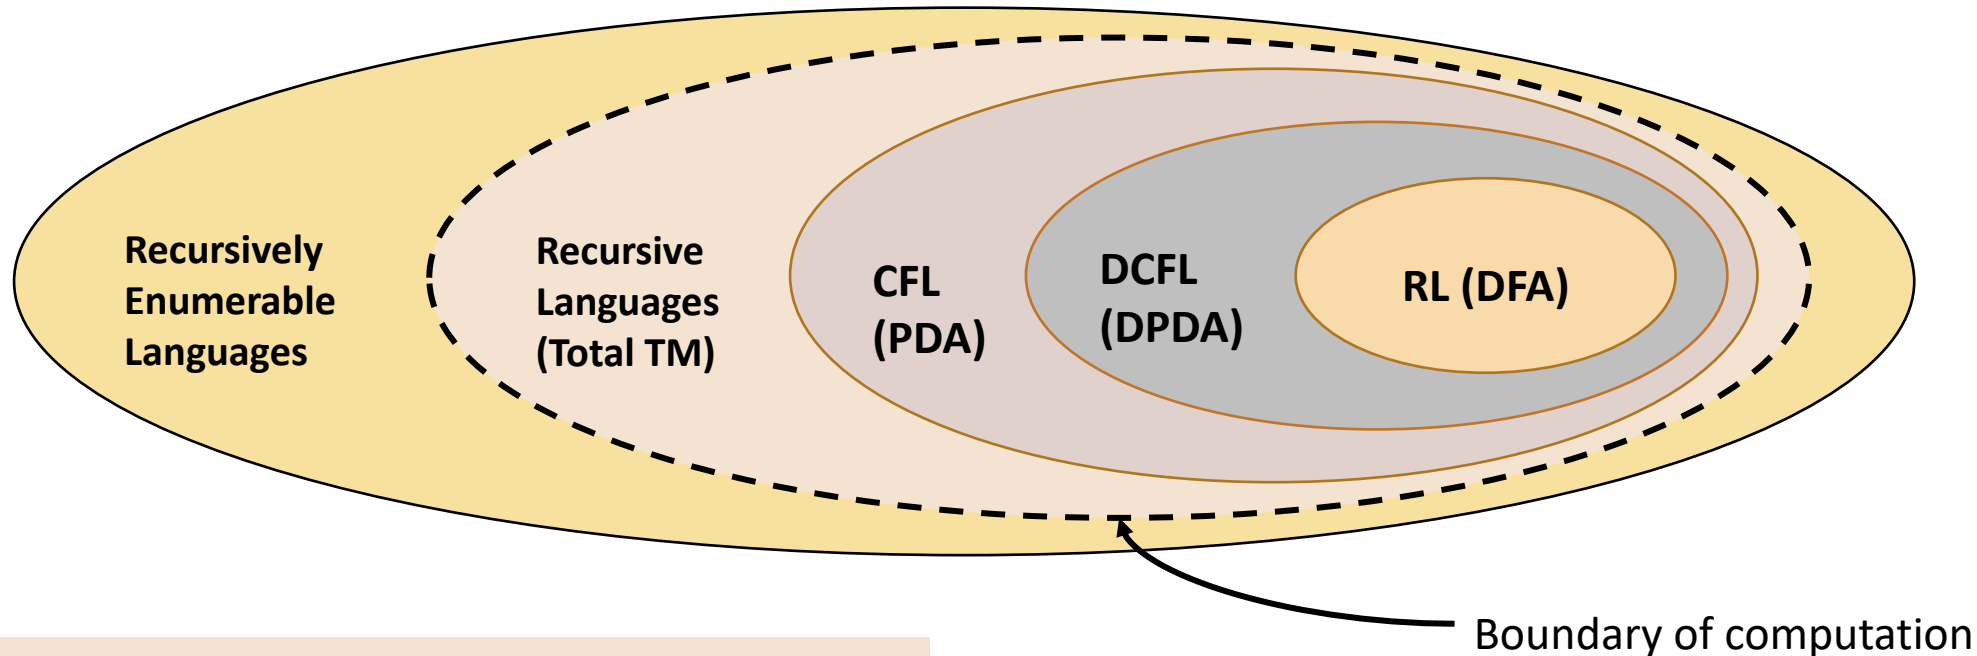 Recursively
Enumerable
Languages
Recursive
Languages
(Total TM)
CFL
(PDA)
DCFL
(DPDA)
RL (DFA)
Boundary of computation